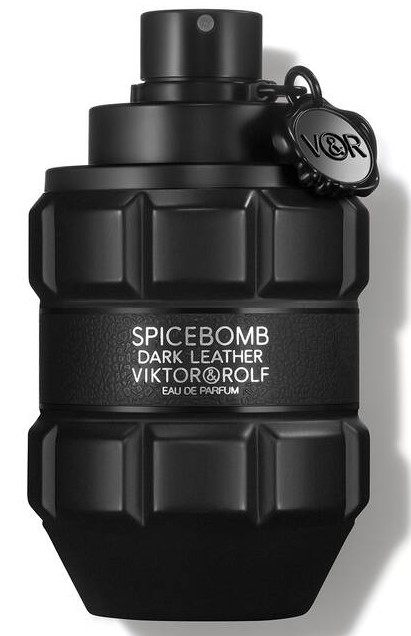 V&R
SPICEBOMB
DARK LEATHER
VIKTOR&ROLF
EAU DE PARFUM